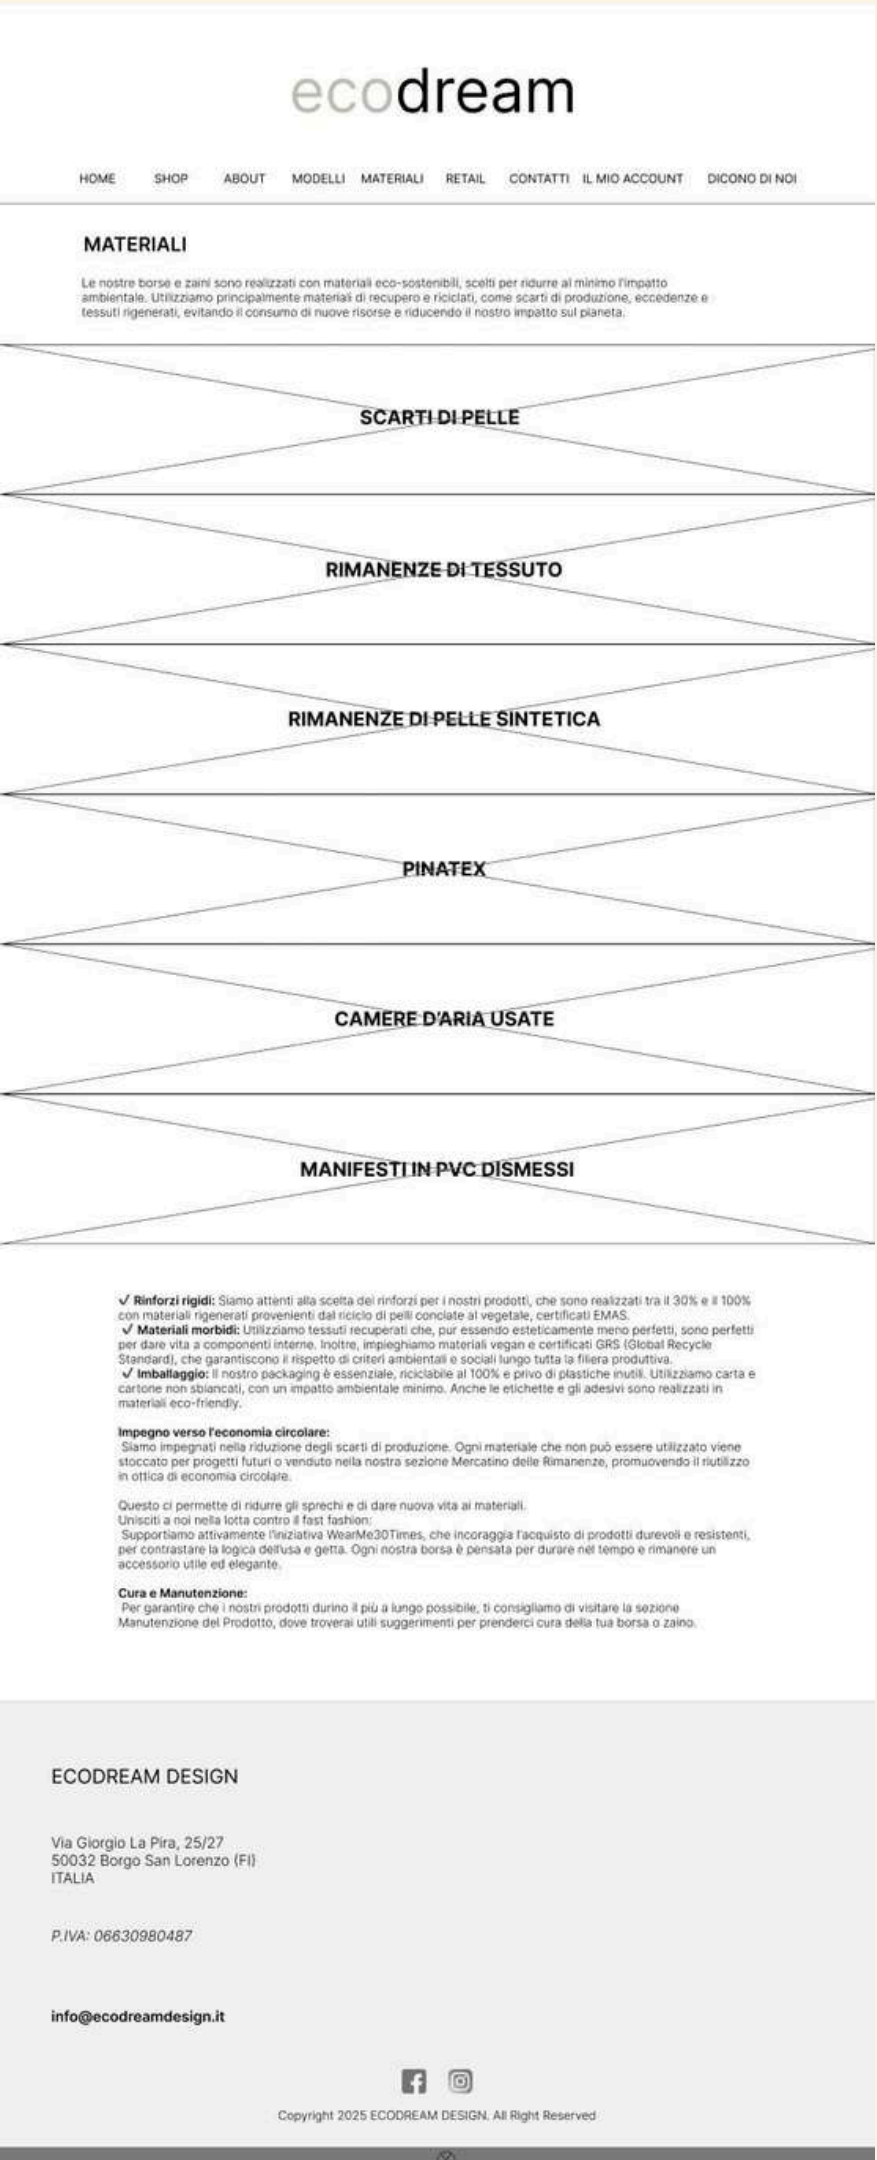 ecodream
HOME SHOP ABOUT MODELLI MATERIALI RETAIL CONTATTI IL MIO ACCOUNT DICONO DI NOI
MATERIALI
Le nostre borse e zaini sono realizzati con materiali eco-sostenibili, scelti per ridurre al minimo l'impatto
ambientale. Utilizziamo principalmente materiali di recupero e riciclati, come scarti di produzione, eccedenze e
tessuti rigenerati, evitando il consumo di nuove risorse e riducendo il nostro impatto sul pianeta.
SCARTI DI PELLE
RIMANENZE DI TESSUTO
RIMANENZE DI PELLE SINTETICA
PINATEX
CAMERE D'ARIA USATE
MANIFESTI IN PVC DISMESSI
✓ Rinforzi rigidi: Siamo attenti alla scelta dei rinforzi per i nostri prodotti, che sono realizzati tra il 30% e il 100%
con materiali rigenerati provenienti dal riciclo di pelli conciate al vegetale, certificati EMAS.
✓ Materiali morbidi: Utilizziamo tessuti recuperati che, pur essendo esteticamente meno perfetti, sono perfetti
per dare vita a componenti interne. Inoltre, impieghiamo materiali vegan e certificati GRS (Global Recycle
Standard), che garantiscono il rispetto di criteri ambientali e sociali lungo tutta la filiera produttiva.
✓ Imballaggio: Il nostro packaging è essenziale, riciclabile al 100% e privo di plastiche inutili. Utilizziamo carta e
cartone non sbiancati, con un impatto ambientale minimo. Anche le etichette e gli adesivi sono realizzati in
materiali eco-friendly.
Impegno verso l'economia circolare:
Siamo impegnati nella riduzione degli scarti di produzione. Ogni materiale che non può essere utilizzato viene
stoccato per progetti futuri o venduto nella nostra sezione Mercatino delle Rimanenze, promuovendo il riutilizzo
in ottica di economia circolare.
Questo ci permette di ridurre gli sprechi e di dare nuova vita ai materiali.
Unisciti a noi nella lotta contro il fast fashion:
Supportiamo attivamente l'iniziativa WearMe30Times, che incoraggia l'acquisto di prodotti durevoli e resistenti,
per contrastare la logica dell'usa e getta. Ogni nostra borsa è pensata per durare nel tempo e rimanere un
accessorio utile ed elegante.
Cura e Manutenzione:
Per garantire che i nostri prodotti durino il più a lungo possibile, ti consigliamo di visitare la sezione
Manutenzione del Prodotto, dove troverai utili suggerimenti per prenderci cura della tua borsa o zaino.
ECODREAM DESIGN
Via Giorgio La Pira, 25/27
50032 Borgo San Lorenzo (FI)
ITALIA
P.IVA: 06630980487
info@ecodreamdesign.it
Copyright 2025 ECODREAM DESIGN. All Right Reserved